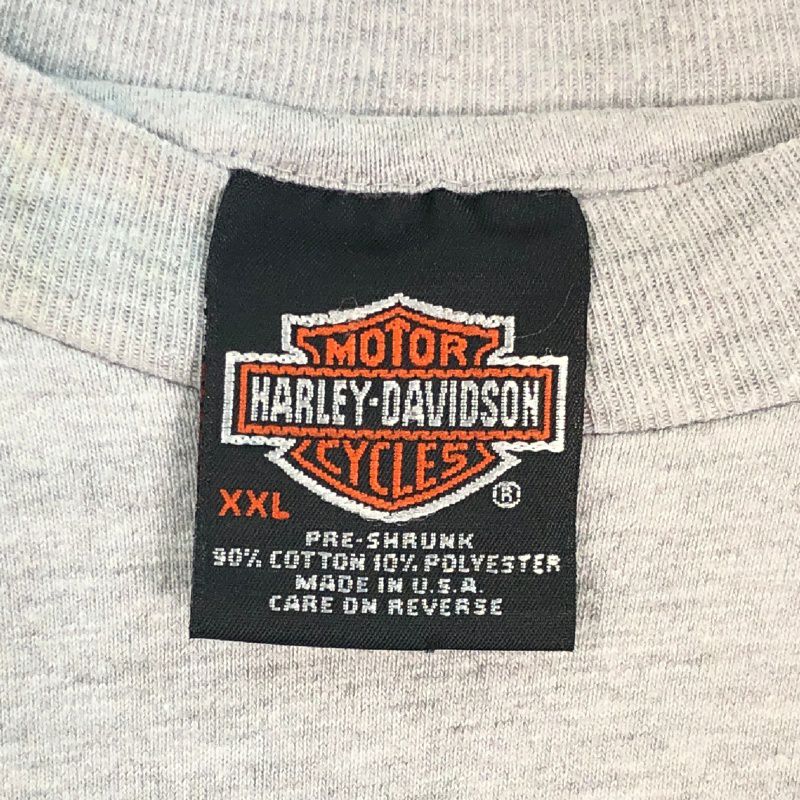 MOTOR
HARLEY-DAVIDSON
CYCLES
®
XXL
PRE-SHRUNK
90% COTTON 10% POLYESTER
MADE IN U.S.A.
CARE ON REVERSE